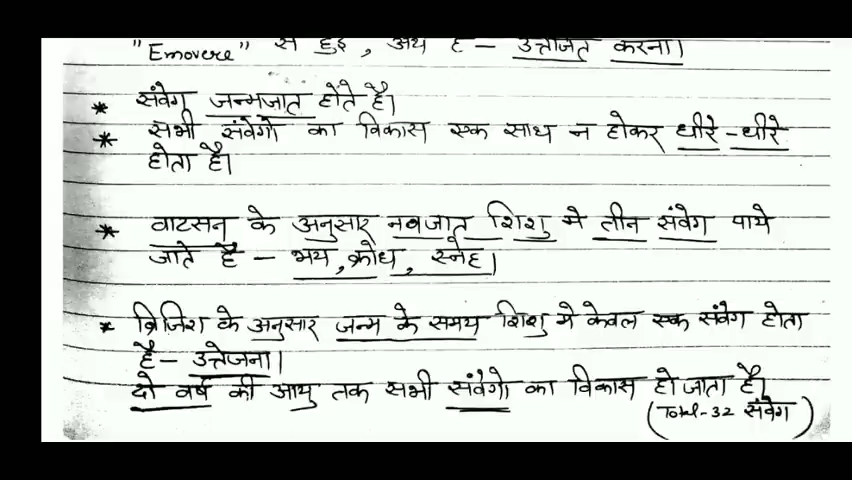 "Emovere" से हुई, अर्थ है - उत्तेजित करना।
* संवेग जन्मजात होते है।
* सभी संवेगो का विकास एक साथ न होकर धीरे-धीरे
होता है।
* वाटसन के अनुसार नवजात शिशु मे तीन संवेग पाये
जाते है - भय, क्रोध, स्नेह।
* ब्रिजिश के अनुसार जन्म के समय शिशु मे केवल एक संवेग होता
है - उत्तेजना।
दो वर्ष की आयु तक सभी संवेगो का विकास हो जाता है।
(Total-32 संवेग)